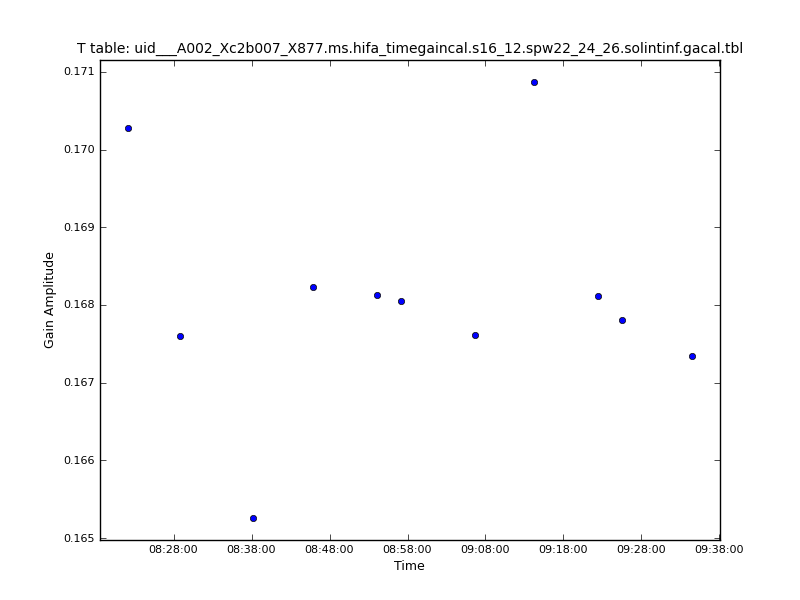 T table: uid___A002_Xc2b007_X877.ms.hifa_timegaincal.s16_12.spw22_24_26.solintinf.gacal.tbl
0.171
0.170
0.169
0.168
0.167
0.166
0.165
Gain Amplitude
08:28:00 08:38:00 08:48:00 08:58:00 09:08:00 09:18:00 09:28:00 09:38:00
Time